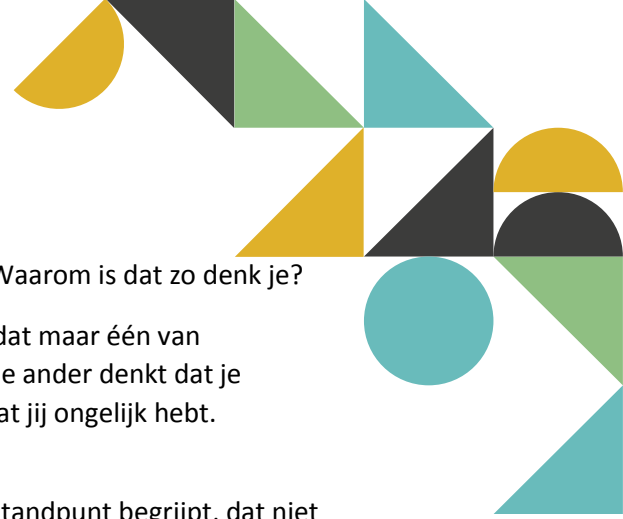 Waarom is dat zo denk je?
dat maar één van
e ander denkt dat je
at jij ongelijk hebt.
tandpunt begrijpt, dat niet